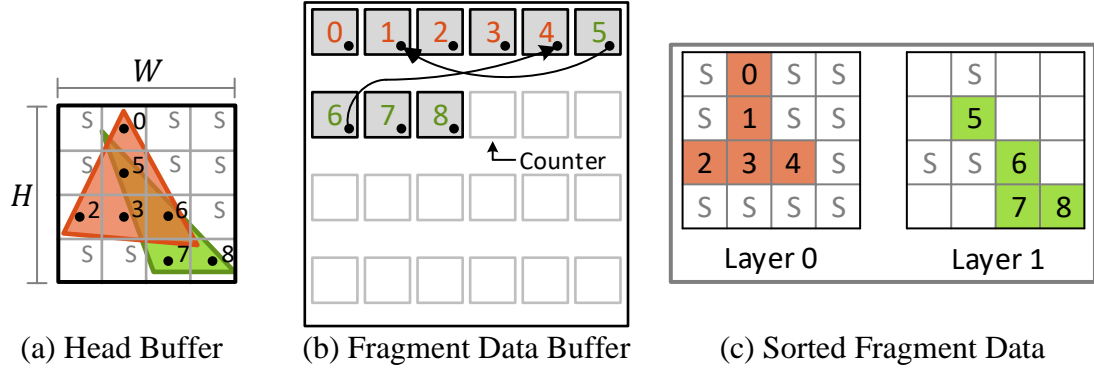 W
H
S 0 S S
S 5 S S
2 3 6 S
S S 7 8
(a) Head Buffer
0 1 2 3 4 5
6 7 8
Counter
(b) Fragment Data Buffer
S 0 S S
S 1 S S
2 3 4 S
S S S S
Layer 0
S
5
S S 6
7 8
Layer 1
(c) Sorted Fragment Data